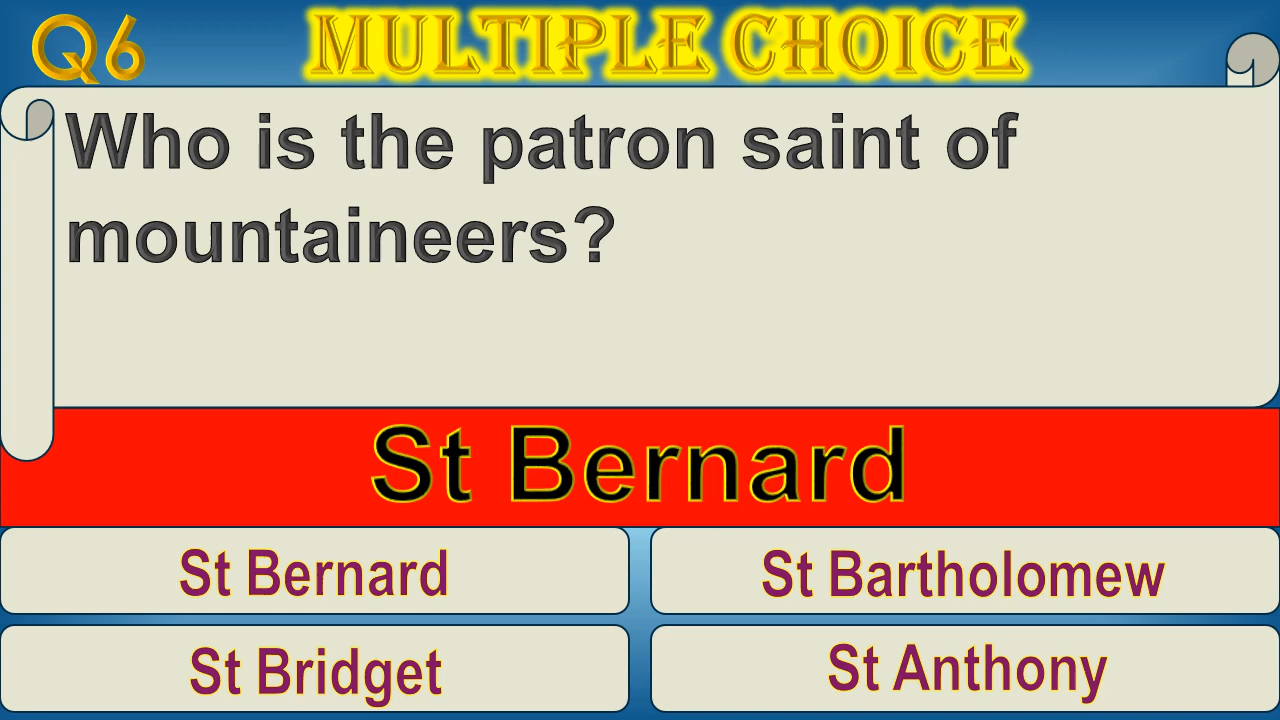 Q6
MULTIPLE CHOICE
Who is the patron saint of
mountaineers?
St Bernard
St Bernard
St Bartholomew
St Bridget
St Anthony